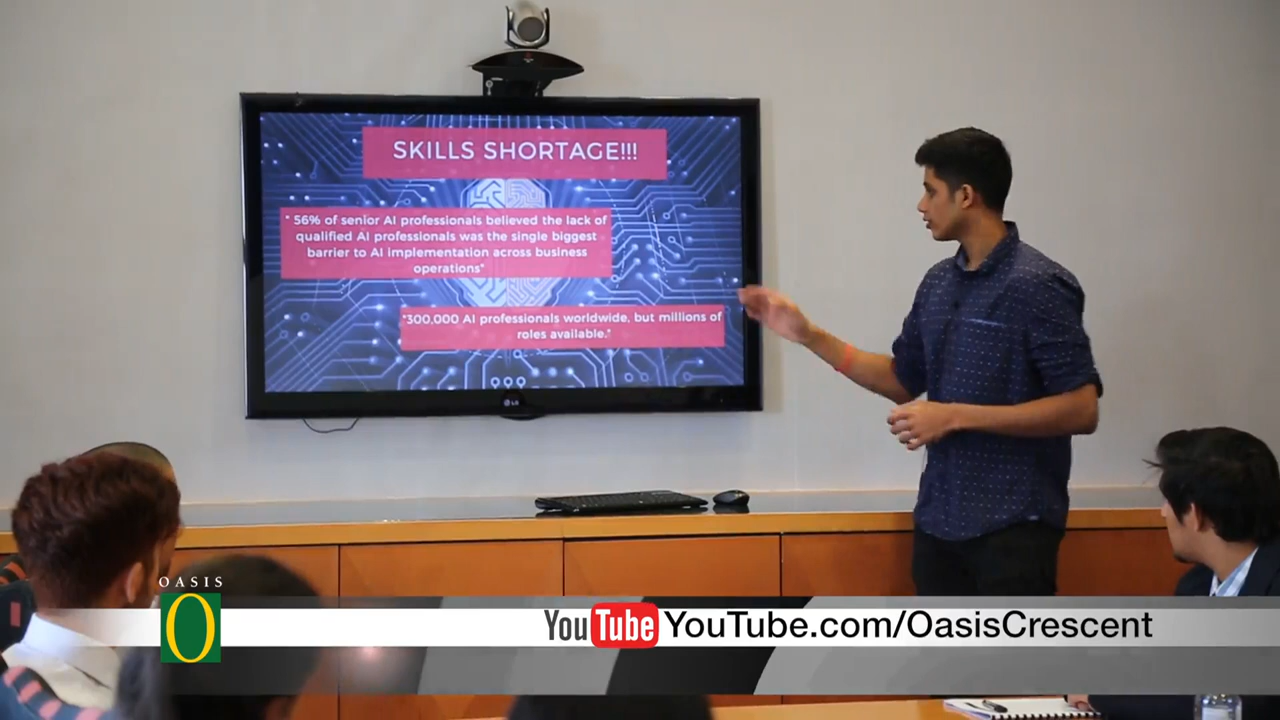 SKILLS SHORTAGE!!!
" 56% of senior AI professionals believed the lack of
qualified AI professionals was the single biggest
barrier to AI implementation across business
operations"
"300,000 AI professionals worldwide, but millions of
roles available."
LG
OASIS
O
YouTube YouTube.com/OasisCrescent